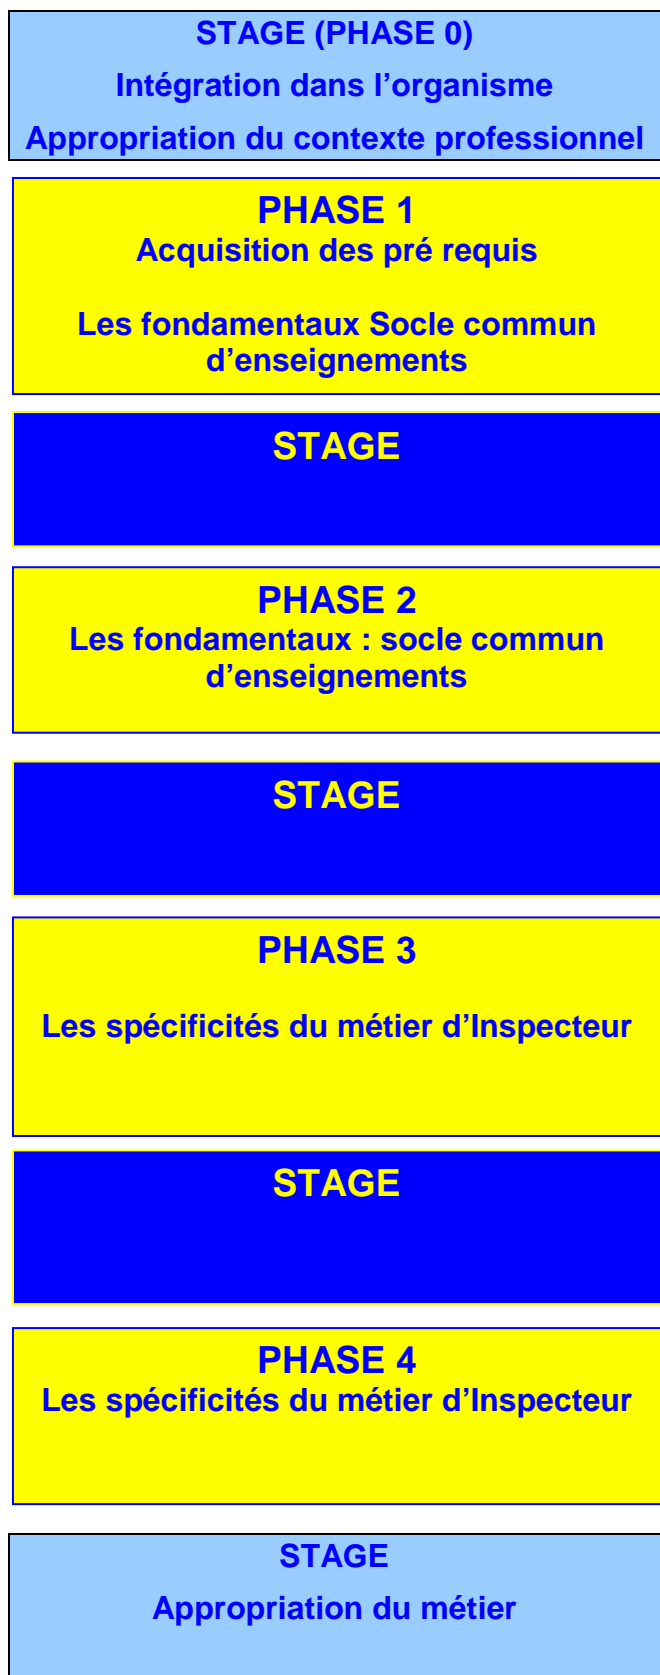 STAGE (PHASE 0)
Intégration dans l’organisme
Appropriation du contexte professionnel
PHASE 1
Acquisition des pré requis
Les fondamentaux Socle commun
d’enseignements
STAGE
PHASE 2
Les fondamentaux : socle commun
d’enseignements
STAGE
PHASE 3
Les spécificités du métier d’Inspecteur
STAGE
PHASE 4
Les spécificités du métier d’Inspecteur
STAGE
Appropriation du métier